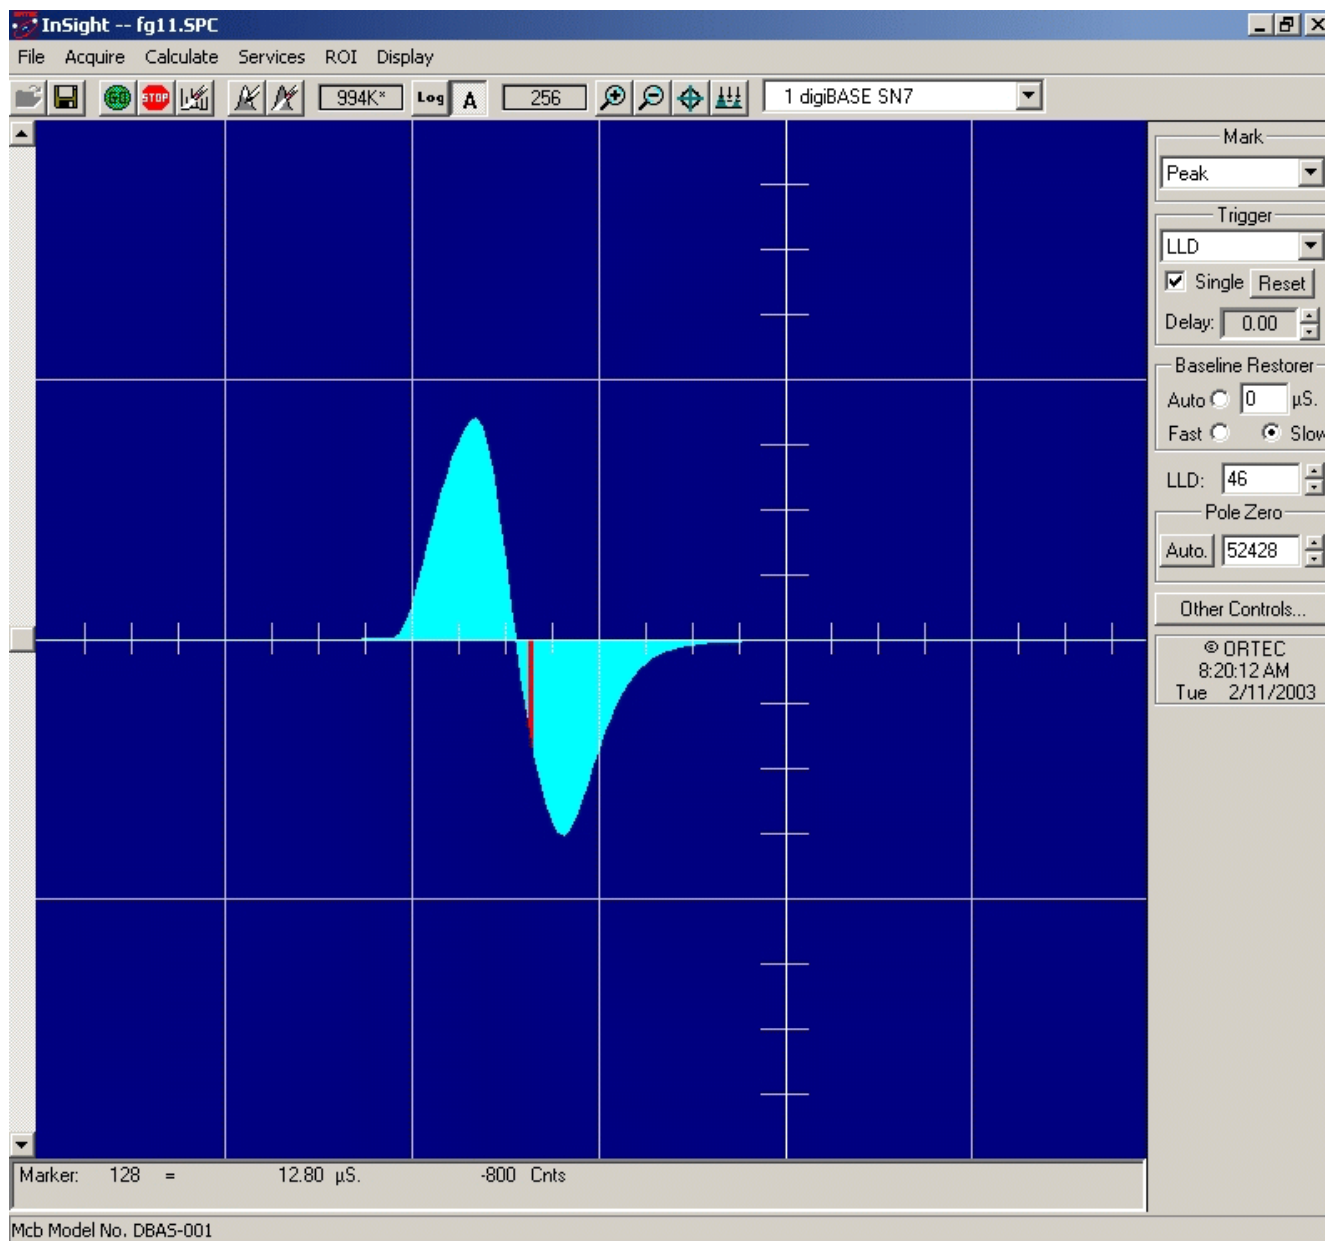 InSight -- fg11.SPC
File Acquire Calculate Services ROI Display
GO STOP 994K* Log A 256 1 digiBASE SN7
Mark
Peak
Trigger
LLD
Single Reset
Delay: 0.00
Baseline Restorer
Auto 0 µS.
Fast Slow
LLD: 46
Pole Zero
Auto. 52428
Other Controls...
© ORTEC
8:20:12 AM
Tue 2/11/2003
Marker: 128 = 12.80 µS. -800 Cnts
Mcb Model No. DBAS-001